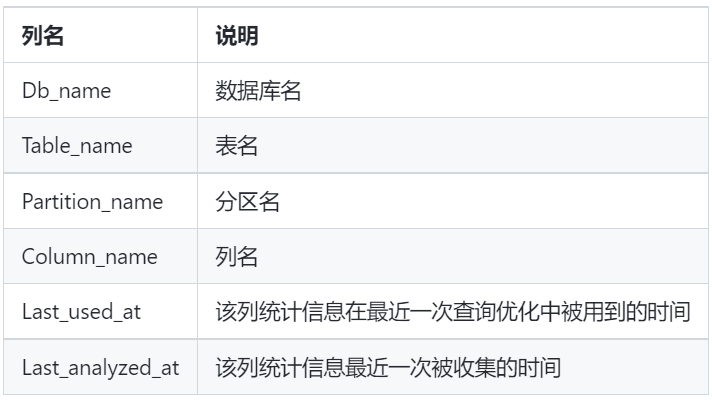 列名 说明
Db_name 数据库名
Table_name 表名
Partition_name 分区名
Column_name 列名
Last_used_at 该列统计信息在最近一次查询优化中被用到的时间
Last_analyzed_at 该列统计信息最近一次被收集的时间